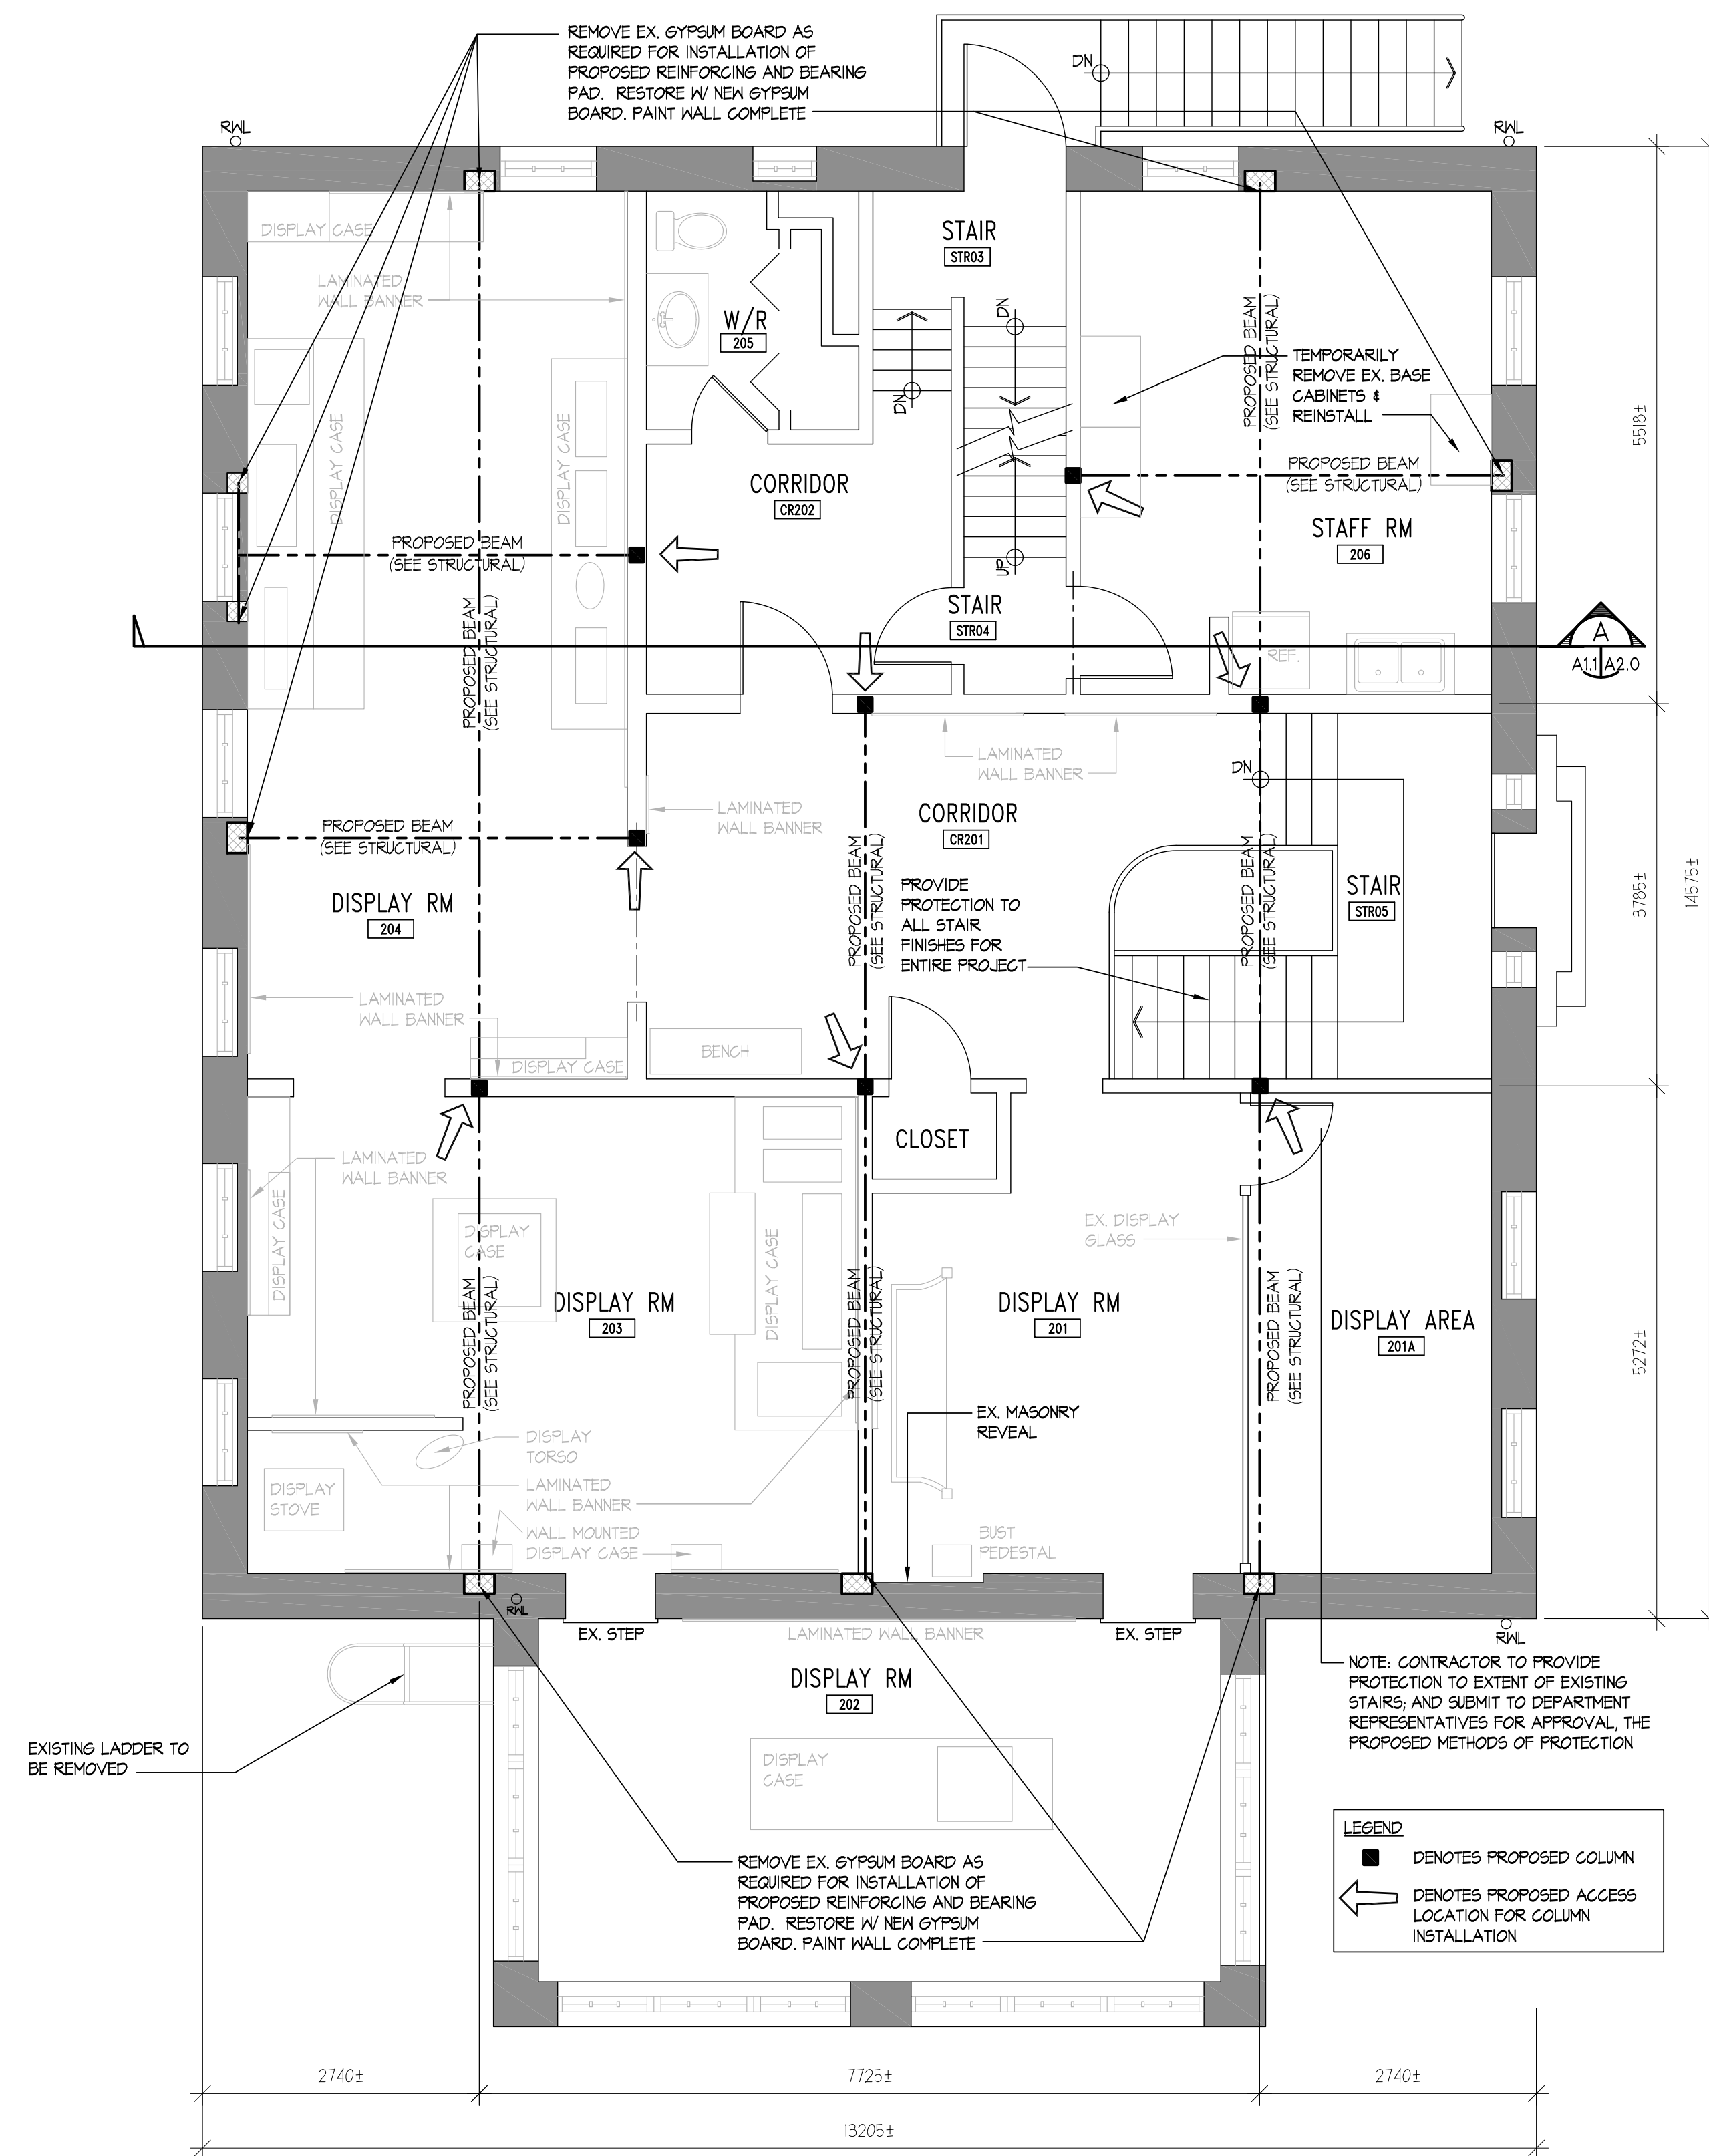 REMOVE EX. GYPSUM BOARD AS
REQUIRED FOR INSTALLATION OF
PROPOSED REINFORCING AND BEARING
PAD. RESTORE W/ NEW GYPSUM
BOARD. PAINT WALL COMPLETE
DN
RWL
RWL
DISPLAY CASE
LAMINATED
WALL BANNER
STAIR
STR03
W/R
205
DN
DN
PROPOSED BEAM
(SEE STRUCTURAL)
TEMPORARILY
REMOVE EX. BASE
CABINETS &
REINSTALL
5518±
DISPLAY CASE
DISPLAY CASE
CORRIDOR
CR202
PROPOSED BEAM
(SEE STRUCTURAL)
STAFF RM
206
PROPOSED BEAM
(SEE STRUCTURAL)
UP
STAIR
STR04
PROPOSED BEAM
(SEE STRUCTURAL)
REF.
A
A1.1 A2.0
LAMINATED
WALL BANNER
DN
LAMINATED
WALL BANNER
CORRIDOR
CR201
PROPOSED BEAM
(SEE STRUCTURAL)
PROPOSED BEAM
(SEE STRUCTURAL)
PROPOSED BEAM
(SEE STRUCTURAL)
PROVIDE
PROTECTION TO
ALL STAIR
FINISHES FOR
ENTIRE PROJECT
STAIR
STR05
3785±
14575±
DISPLAY RM
204
LAMINATED
WALL BANNER
DISPLAY CASE
BENCH
CLOSET
LAMINATED
WALL BANNER
DISPLAY CASE
DISPLAY
CASE
DISPLAY CASE
EX. DISPLAY
GLASS
PROPOSED BEAM
(SEE STRUCTURAL)
DISPLAY RM
203
PROPOSED BEAM
(SEE STRUCTURAL)
DISPLAY RM
201
PROPOSED BEAM
(SEE STRUCTURAL)
DISPLAY AREA
201A
5272±
EX. MASONRY
REVEAL
DISPLAY
TORSO
DISPLAY
STOVE
LAMINATED
WALL BANNER
WALL MOUNTED
DISPLAY CASE
BUST
PEDESTAL
RWL
EX. STEP
LAMINATED WALL BANNER
EX. STEP
RWL
DISPLAY RM
202
NOTE: CONTRACTOR TO PROVIDE
PROTECTION TO EXTENT OF EXISTING
STAIRS; AND SUBMIT TO DEPARTMENT
REPRESENTATIVES FOR APPROVAL, THE
PROPOSED METHODS OF PROTECTION
EXISTING LADDER TO
BE REMOVED
DISPLAY
CASE
REMOVE EX. GYPSUM BOARD AS
REQUIRED FOR INSTALLATION OF
PROPOSED REINFORCING AND BEARING
PAD. RESTORE W/ NEW GYPSUM
BOARD. PAINT WALL COMPLETE
LEGEND
DENOTES PROPOSED COLUMN
DENOTES PROPOSED ACCESS
LOCATION FOR COLUMN
INSTALLATION
2740±
7725±
2740±
13205±